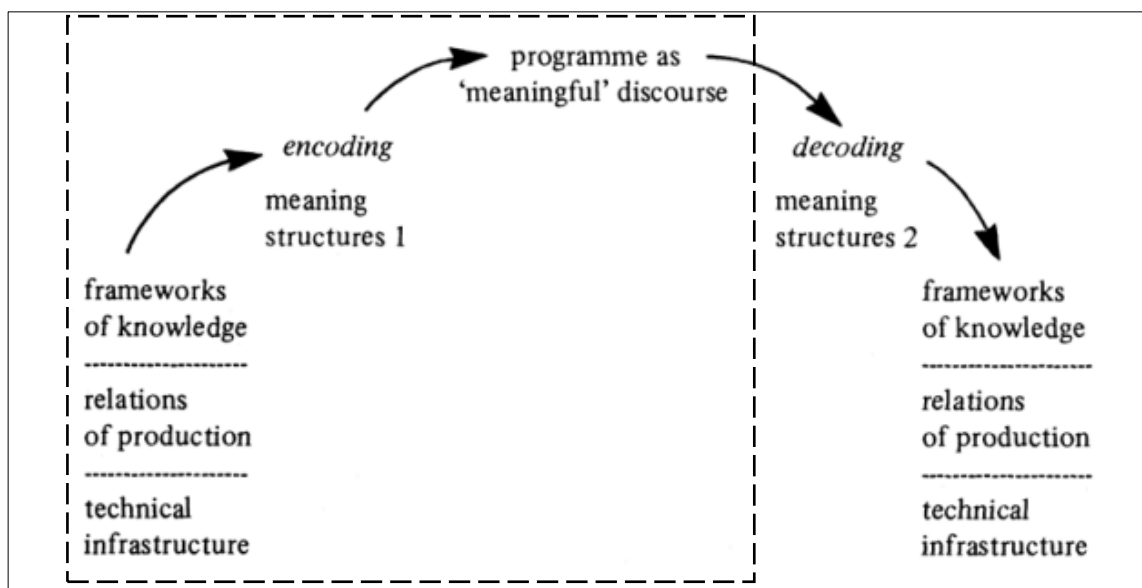 programme as
‘meaningful’ discourse
encoding
decoding
meaning
structures 1
meaning
structures 2
frameworks
of knowledge
frameworks
of knowledge
relations
of production
relations
of production
technical
infrastructure
technical
infrastructure